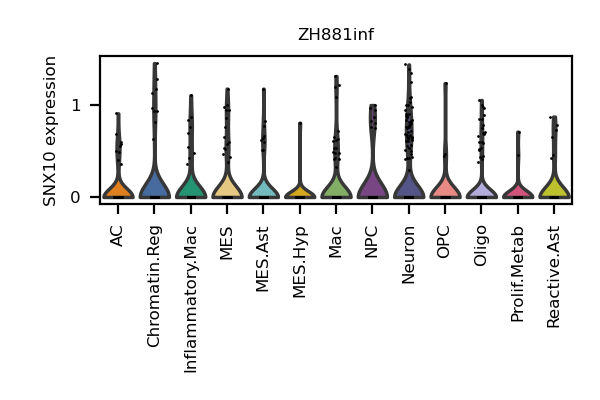 ZH881inf
SNX10 expression
1
0
AC
Chromatin.Reg
Inflammatory.Mac
MES
MES.Ast
MES.Hyp
Mac
NPC
Neuron
OPC
Oligo
Prolif.Metab
Reactive.Ast